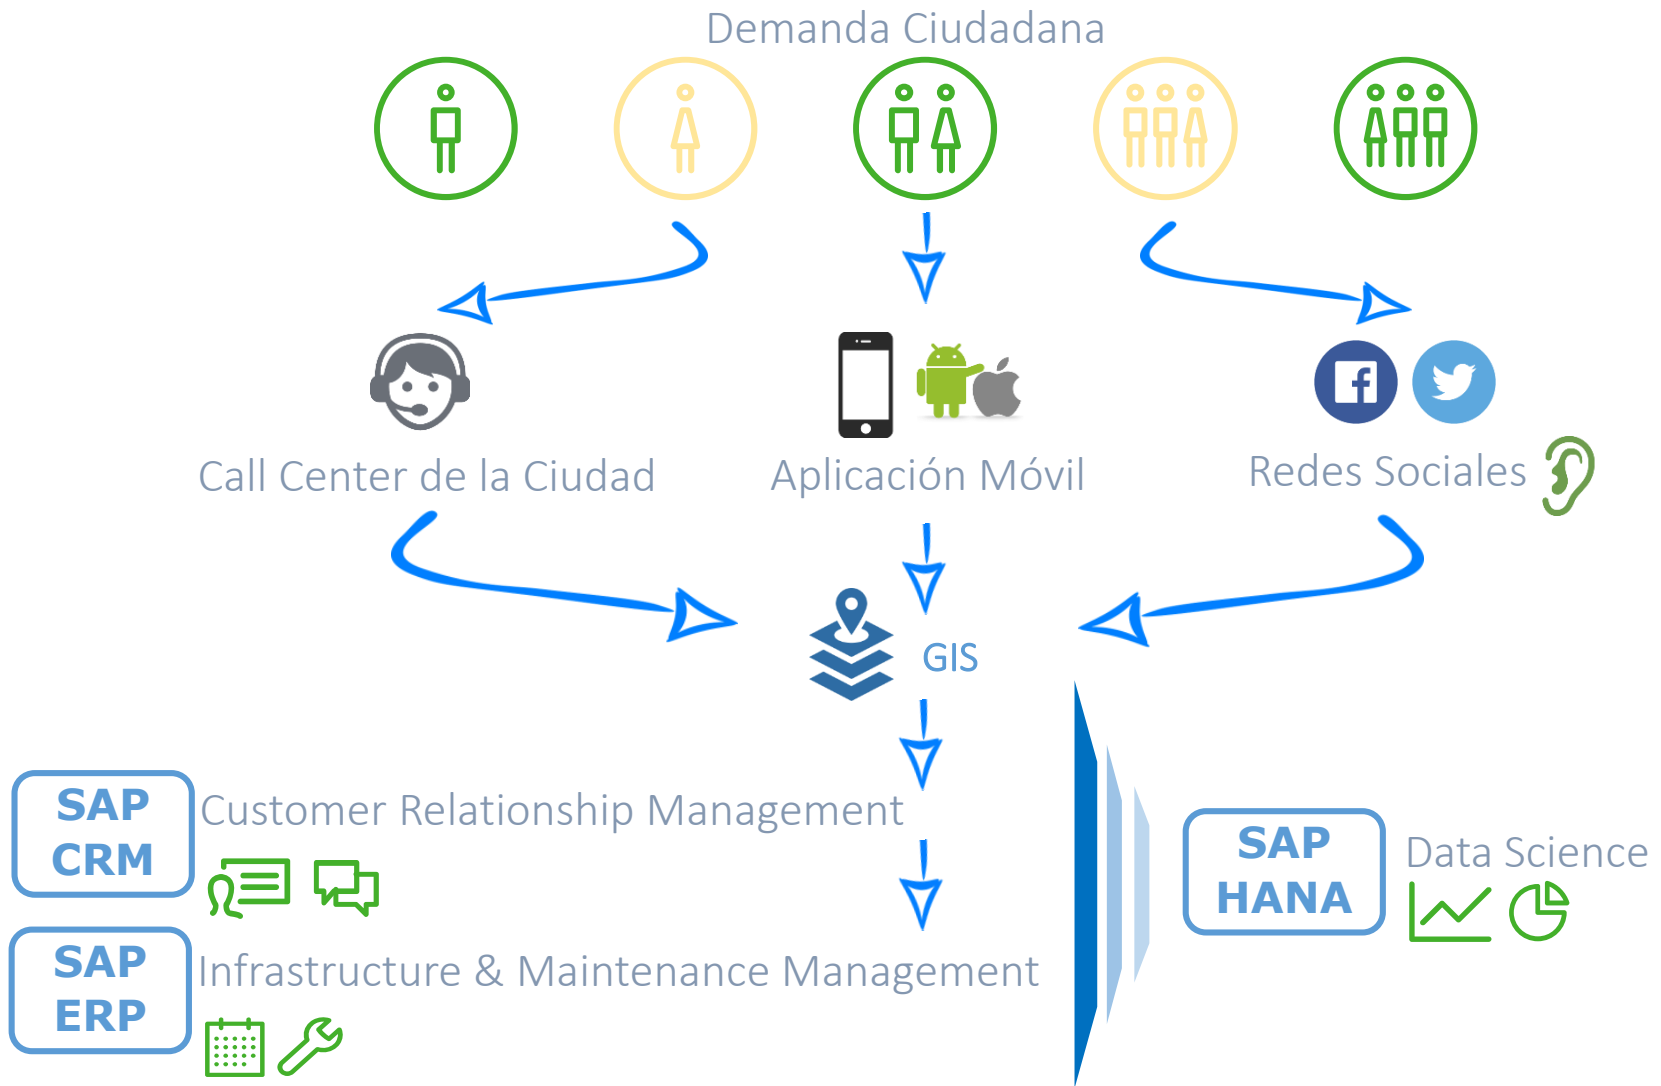 Demanda Ciudadana
Call Center de la Ciudad
Aplicación Móvil
Redes Sociales
GIS
SAP
CRM
Customer Relationship Management
SAP
HANA
Data Science
SAP
ERP
Infrastructure & Maintenance Management